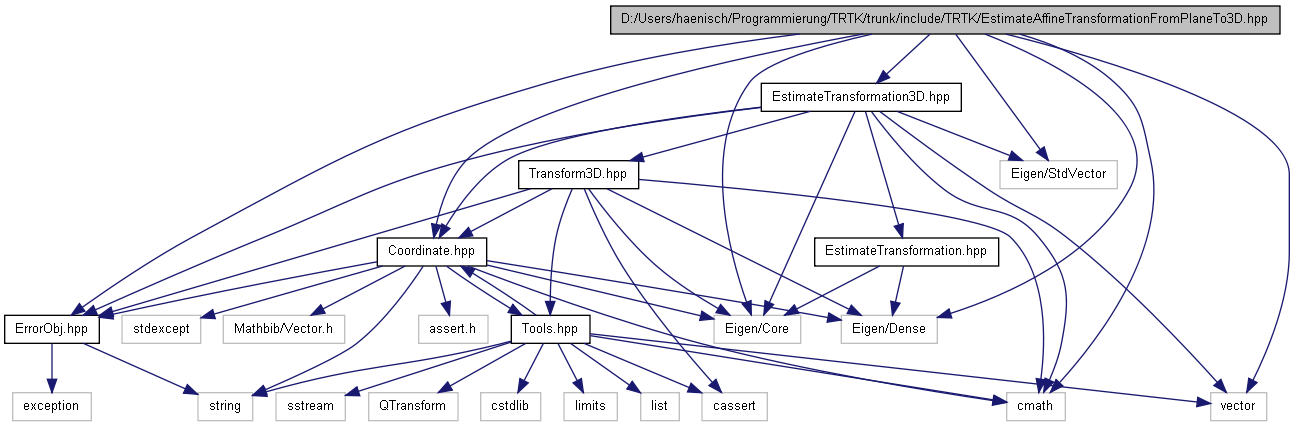 D:/Users/haenisch/Programmierung/TRTK/trunk/include/TRTK/EstimateAffineTransformationFromPlaneTo3D.hpp
EstimateTransformation3D.hpp
Transform3D.hpp
Eigen/StdVector
Coordinate.hpp
EstimateTransformation.hpp
ErrorObj.hpp
stdexcept
Mathbib/Vector.h
assert.h
Tools.hpp
Eigen/Core
Eigen/Dense
exception
string
sstream
QTransform
cstdlib
limits
list
cassert
cmath
vector